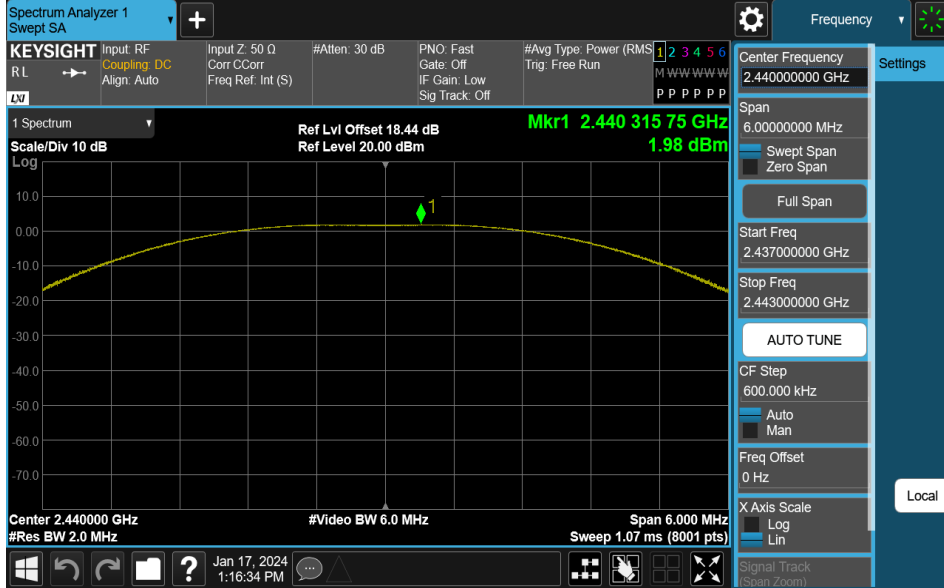 Spectrum Analyzer 1
Swept SA
Frequency
KEYSIGHT
R L
LXI
Input: RF
Coupling: DC
Align: Auto
Input Z: 50 Ω
Corr CCorr
Freq Ref: Int (S)
#Atten: 30 dB
PNO: Fast
Gate: Off
IF Gain: Low
Sig Track: Off
#Avg Type: Power (RMS
Trig: Free Run
1 2 3 4 5 6
M W W W W W
P P P P P P
1 Spectrum
Scale/Div 10 dB
Log
Ref Lvl Offset 18.44 dB
Ref Level 20.00 dBm
Mkr1 2.440 315 75 GHz
1.98 dBm
1
10.0
0.00
-10.0
-20.0
-30.0
-40.0
-50.0
-60.0
-70.0
Center 2.440000 GHz
#Res BW 2.0 MHz
#Video BW 6.0 MHz
Span 6.000 MHz
Sweep 1.07 ms (8001 pts)
Jan 17, 2024
1:16:34 PM
?
Center Frequency
2.440000000 GHz
Span
6.00000000 MHz
Swept Span
Zero Span
Full Span
Start Freq
2.437000000 GHz
Stop Freq
2.443000000 GHz
AUTO TUNE
CF Step
600.000 kHz
Auto
Man
Freq Offset
0 Hz
X Axis Scale
Log
Lin
Signal Track
(Span Zoom)
Settings
Local